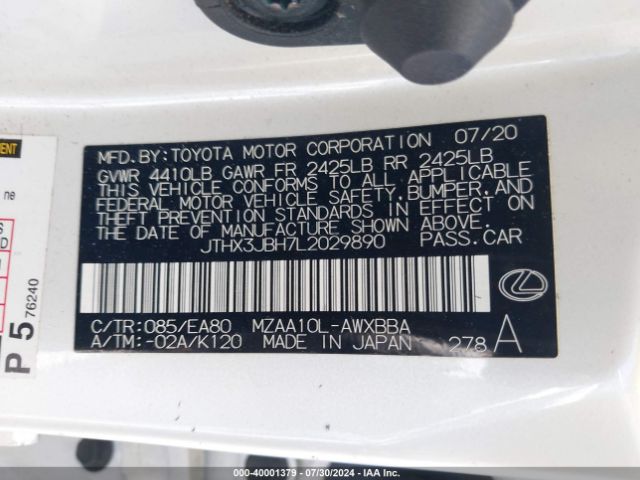 MFD.BY:TOYOTA MOTOR CORPORATION 07/20
GVWR 4410LB GAWR FR 2425LB RR 2425LB
THIS VEHICLE CONFORMS TO ALL APPLICABLE
FEDERAL MOTOR VEHICLE SAFETY,BUMPER,AND
THEFT PREVENTION STANDARDS IN EFFECT ON
THE DATE OF MANUFACTURE SHOWN ABOVE.
JTHX3JBH7L2029890 PASS.CAR
C/TR:085/EA80 MZAA10L-AWXBBA
A/TM:-02A/K120 MADE IN JAPAN 278 A
ne
P 5 76240
000-40001379 | 07/30/2024 | IAA Inc.